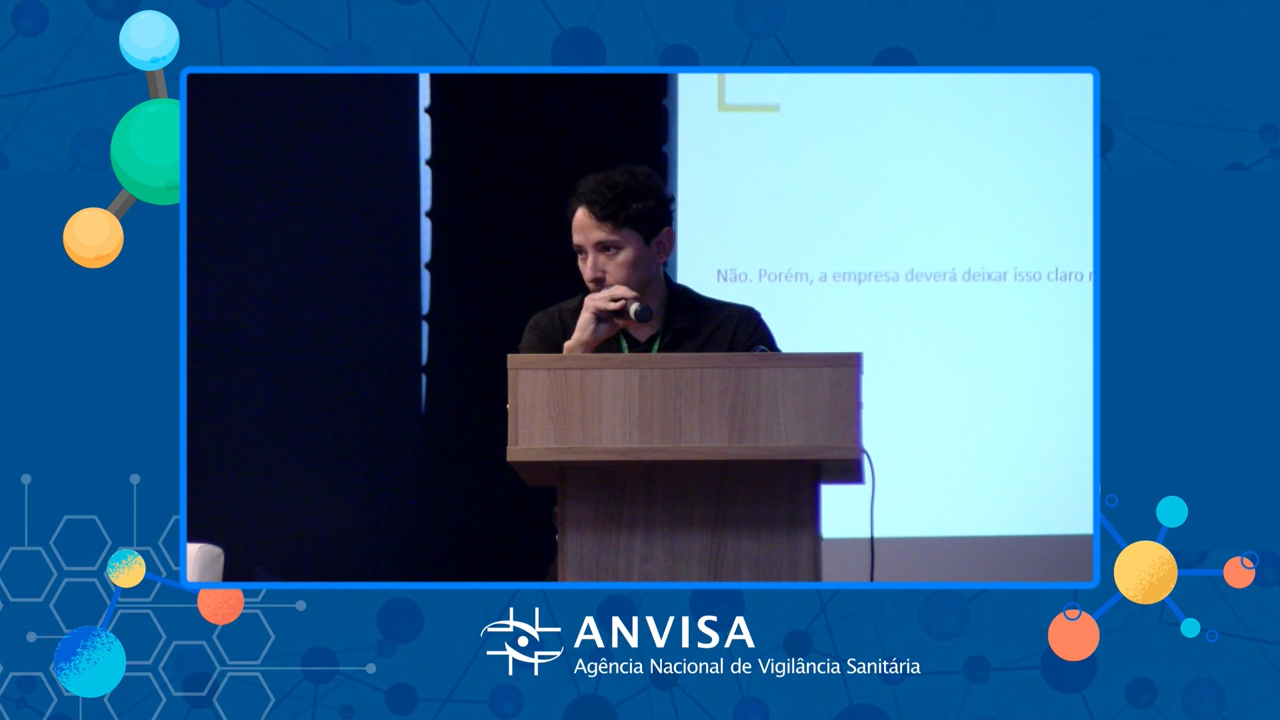 Não. Porém, a empresa deverá deixar isso claro
ANVISA
Agência Nacional de Vigilância Sanitária